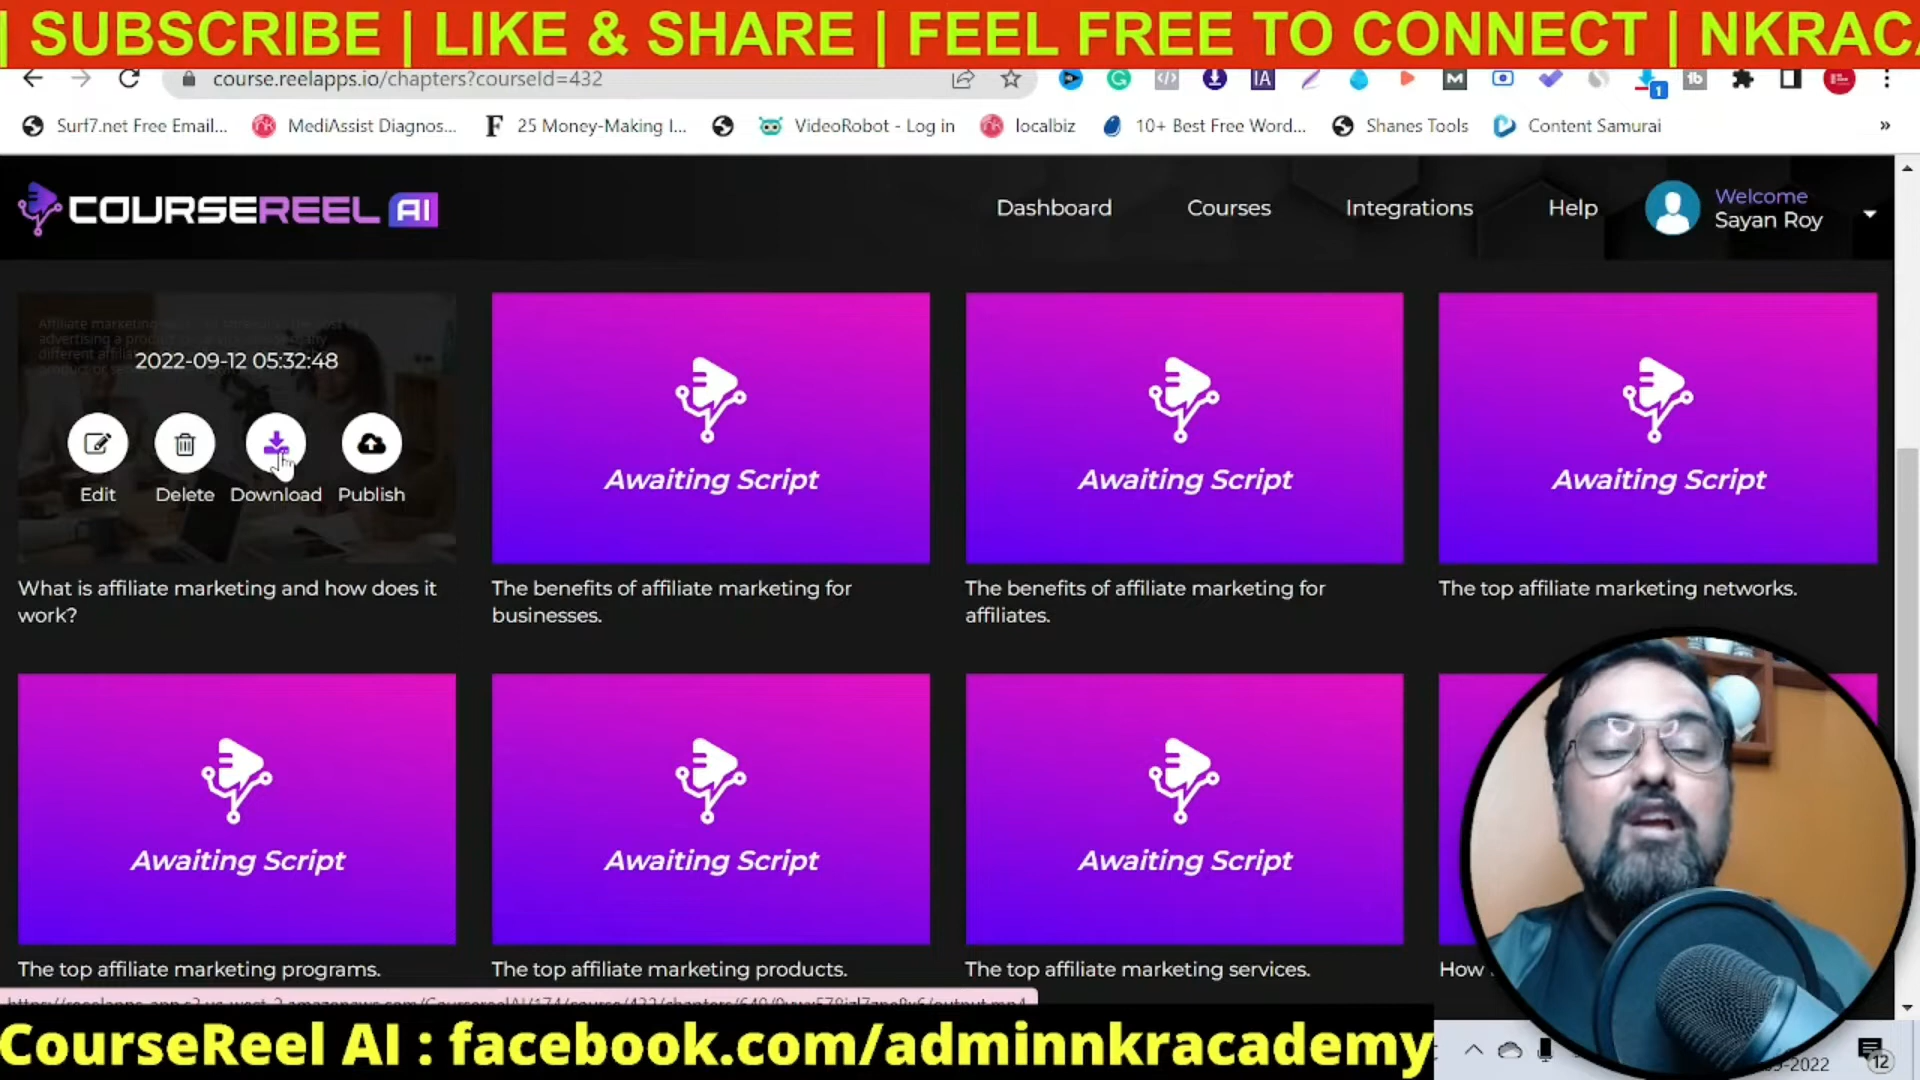 | SUBSCRIBE | LIKE & SHARE | FEEL FREE TO CONNECT | NKRACA
course.reelapps.io/chapters?courseId=432
IA
M
1
Surf7.net Free Email...
MediAssist Diagnos...
25 Money-Making I...
VideoRobot - Log in
localbiz
10+ Best Free Word...
Shanes Tools
Content Samurai
»
COURSEREEL AI
Dashboard
Courses
Integrations
Help
Welcome
Sayan Roy
2022-09-12 05:32:48
Edit
Delete
Download
Publish
Awaiting Script
Awaiting Script
Awaiting Script
What is affiliate marketing and how does it
work?
The benefits of affiliate marketing for
businesses.
The benefits of affiliate marketing for
affiliates.
The top affiliate marketing networks.
Awaiting Script
Awaiting Script
Awaiting Script
The top affiliate marketing programs.
The top affiliate marketing products.
The top affiliate marketing services.
How
CourseReel AI : facebook.com/adminnkracademy
-2022
12